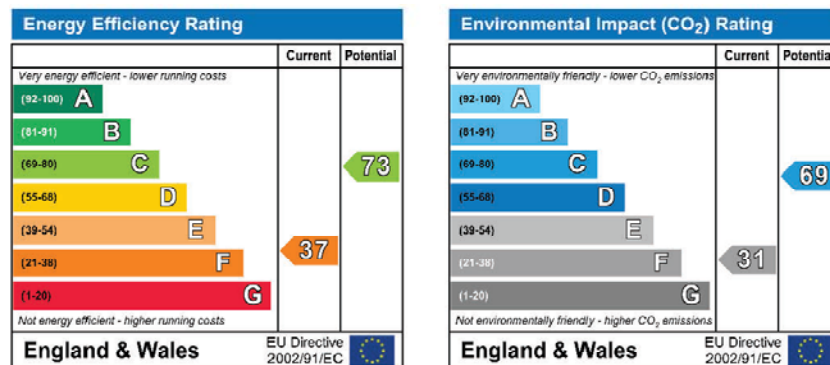 Energy Efficiency Rating
Current Potential
Very energy efficient - lower running costs
(92-100) A
(81-91) B
(69-80) C
73
(55-68) D
(39-54) E
37
(21-38) F
(1-20) G
Not energy efficient - higher running costs
England & Wales
EU Directive
2002/91/EC
Environmental Impact (CO₂) Rating
Current Potentia
Very environmentally friendly - lower CO₂ emissions
(92-100) A
(81-91) B
(69-80) C
69
(55-68) D
(39-54) E
(21-38) F
31
(1-20) G
Not environmentally friendly - higher CO₂ emissions
England & Wales
EU Directive
2002/91/EC